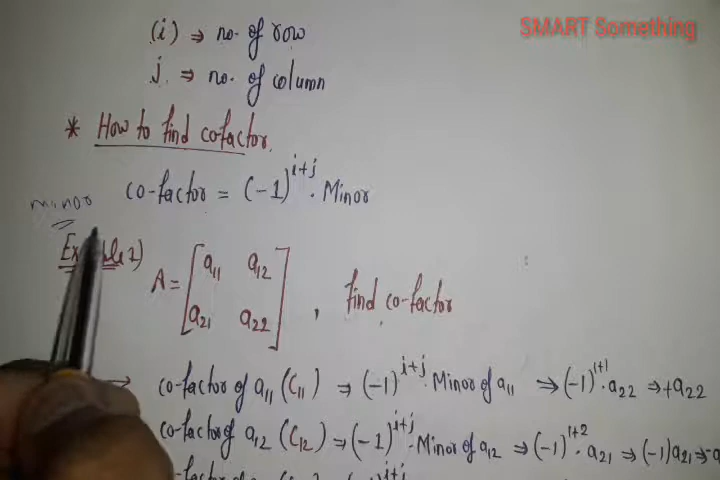 SMART Something
(i) ⇒ no. of row
j. ⇒ no. of column
* How to find cofactor.
co-factor = (-1)^{i+j} . Minor
minor
1)
A = [a₁₁ a₁₂
a₂₁ a₂₂] , find co-factor
⇒ co-factor of a₁₁ (C₁₁) ⇒ (-1)^{i+j} . Minor of a₁₁ ⇒ (-1)^{1+1} . a₂₂ ⇒ +a₂₂
co-factor of a₁₂ (C₁₂) ⇒ (-1)^{i+j} . Minor of a₁₂ ⇒ (-1)^{1+2} . a₂₁ ⇒ (-1)a₂₁ ⇒ -a